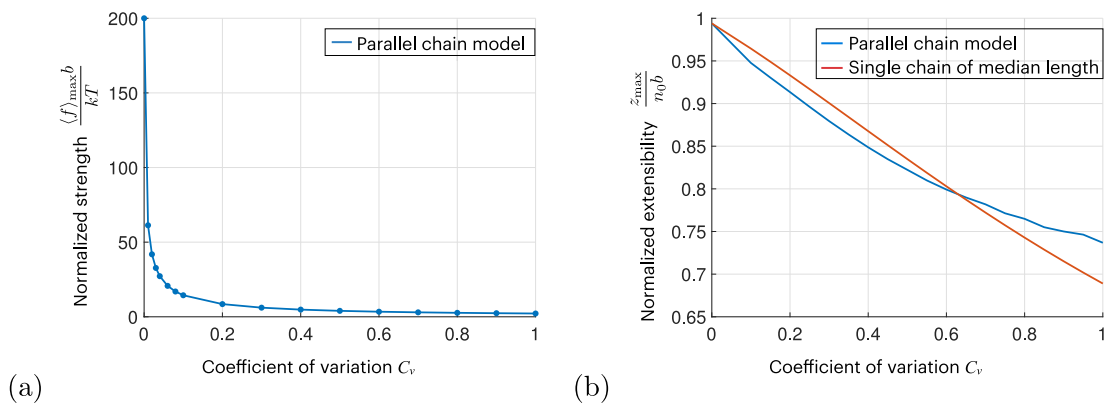 200
150
100
50
0
Normalized strength ⟨f⟩max b / kT
Parallel chain model
0 0.2 0.4 0.6 0.8 1
Coefficient of variation Cv
(a)
1
0.95
0.9
0.85
0.8
0.75
0.7
0.65
Normalized extensibility zmax / n0b
Parallel chain model
Single chain of median length
0 0.2 0.4 0.6 0.8 1
Coefficient of variation Cv
(b)